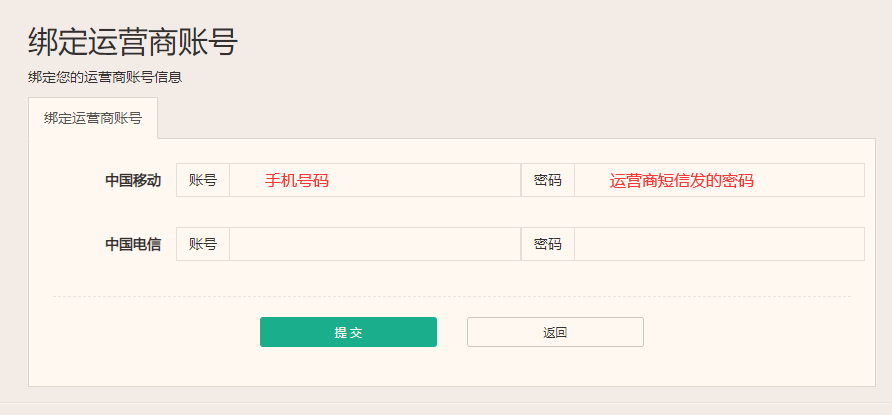 绑定运营商账号
绑定您的运营商账号信息
绑定运营商账号
中国移动 账号 手机号码 密码 运营商短信发的密码
中国电信 账号 密码
提 交 返回